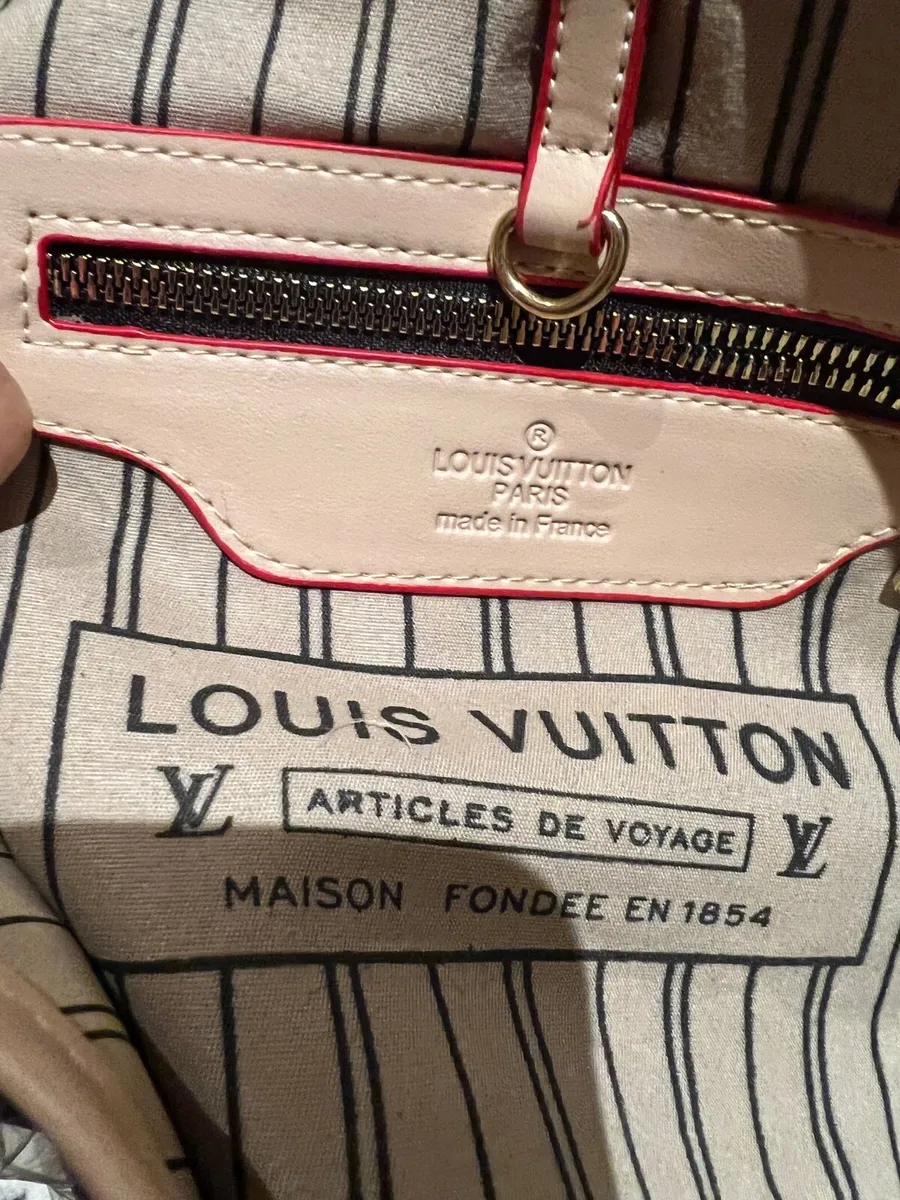 ®
LOUIS VUITTON
PARIS
made in France
LOUIS VUITTON
LV ARTICLES DE VOYAGE LV
MAISON FONDEE EN 1854